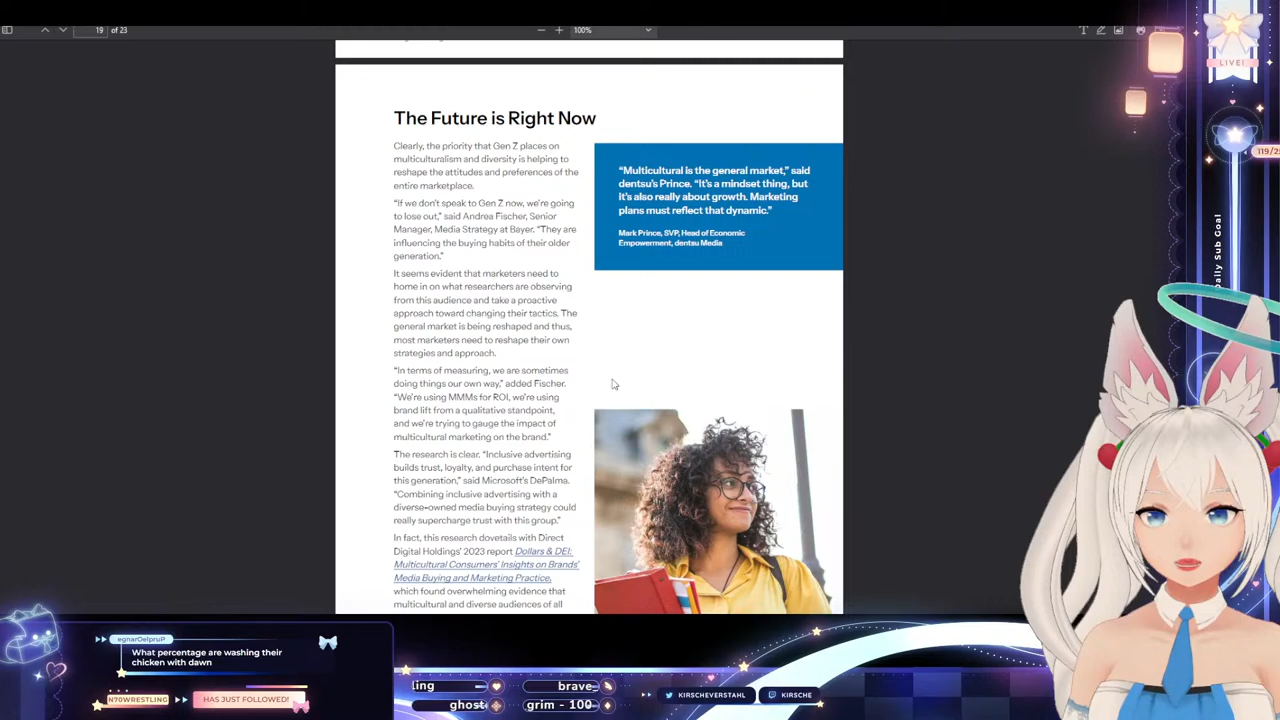 19 of 23
100%
The Future is Right Now
Clearly, the priority that Gen Z places on
multiculturalism and diversity is helping to
reshape the attitudes and preferences of the
entire marketplace.
“If we don’t speak to Gen Z now, we’re going
to lose out,” said Andrea Fischer, Senior
Manager, Media Strategy at Bayer. “They are
influencing the buying habits of their older
generation.”
It seems evident that marketers need to
home in on what researchers are observing
from this audience and take a proactive
approach toward changing their tactics. The
general market is being reshaped and thus,
most marketers need to reshape their own
strategies and approach.
“In terms of measuring, we are sometimes
doing things our own way,” added Fischer.
“We’re using MMMs for ROI, we’re using
brand lift from a qualitative standpoint,
and we’re trying to gauge the impact of
multicultural marketing on the brand.”
The research is clear. “Inclusive advertising
builds trust, loyalty, and purchase intent for
this generation,” said Microsoft’s DePalma.
“Combining inclusive advertising with a
diverse-owned media buying strategy could
really supercharge trust with this group.”
In fact, this research dovetails with Direct
Digital Holdings’ 2023 report Dollars & DEI:
Multicultural Consumers’ Insights on Brands’
Media Buying and Marketing Practice,
which found overwhelming evidence that
multicultural and diverse audiences of all
“Multicultural is the general market,” said
dentsu’s Prince. “It’s a mindset thing, but
it’s also really about growth. Marketing
plans must reflect that dynamic.”
Mark Prince, SVP, Head of Economic
Empowerment, dentsu Media
LIVE!
Daily Sub Goal
egnarOelpruP
What percentage are washing their
chicken with dawn
N70WRESTLING
HAS JUST FOLLOWED!
ling
brave
ghost
grim - 100
KIRSCHEVERSTAHL
KIRSCHE